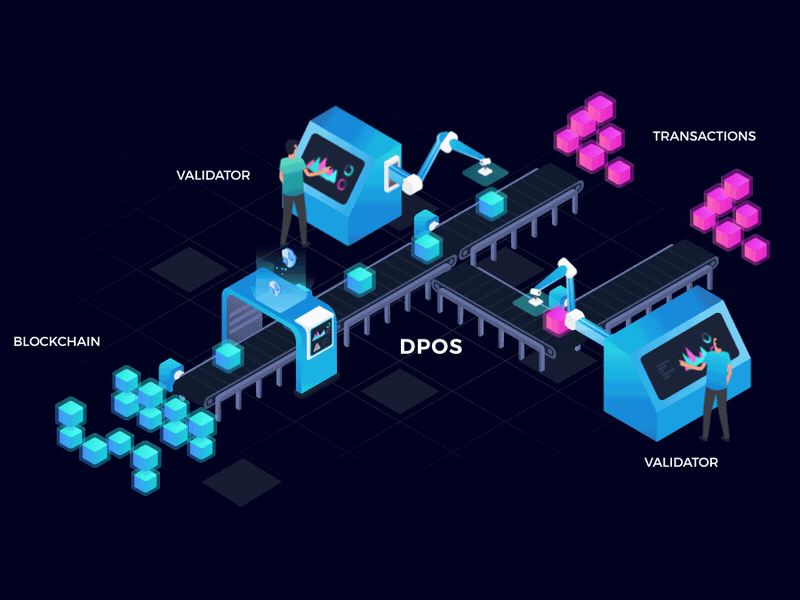 TRANSACTIONS
VALIDATOR
BLOCKCHAIN
DPOS
VALIDATOR